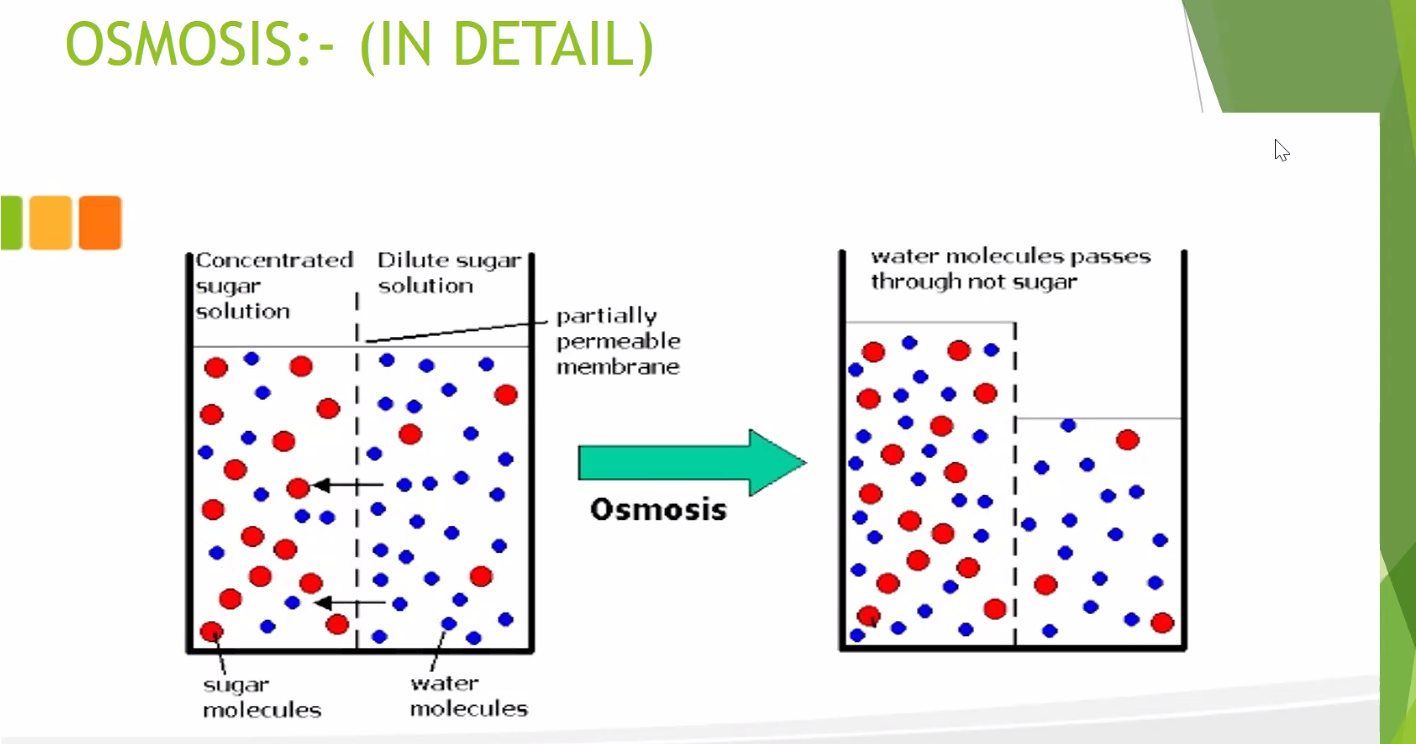 OSMOSIS:- (IN DETAIL)
Concentrated
sugar
solution
Dilute sugar
solution
partially
permeable
membrane
sugar
molecules
water
molecules
Osmosis
water molecules passes
through not sugar